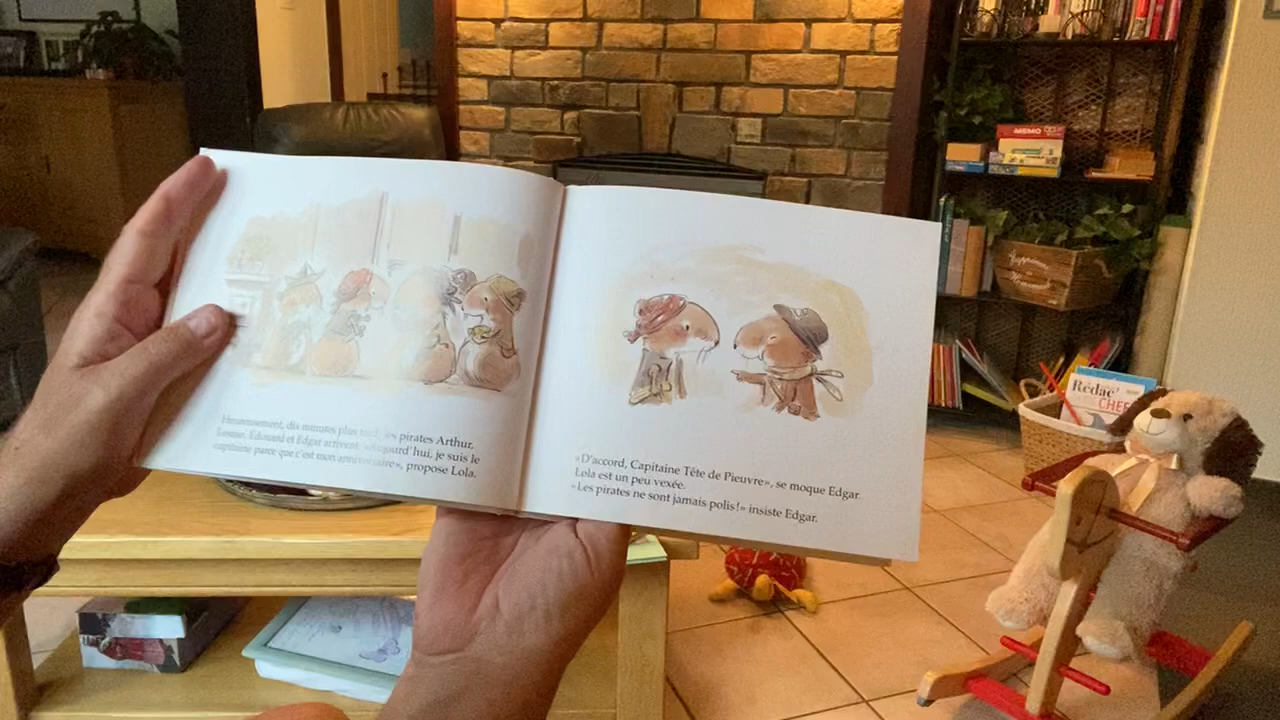 Heureusement, dix minutes plus tard, les pirates Arthur,
Louise, Edouard et Edgar arrivent. «Aujourd'hui, je suis le
capitaine parce que c'est mon anniversaire», propose Lola.
«D'accord, Capitaine Tête de Pieuvre», se moque Edgar.
Lola est un peu vexée.
«Les pirates ne sont jamais polis!» insiste Edgar.
MEMO
Rédac'
CHEF